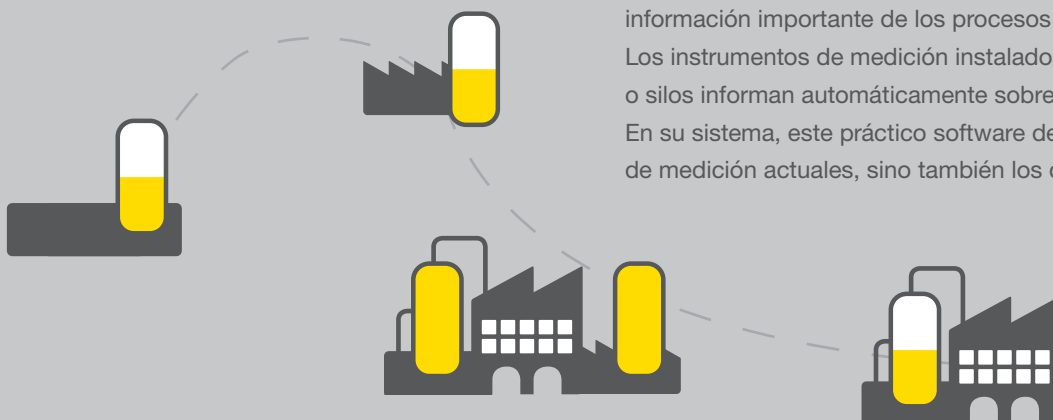 información importante de los procesos
Los instrumentos de medición instalado
o silos informan automáticamente sobre
En su sistema, este práctico software de
de medición actuales, sino también los